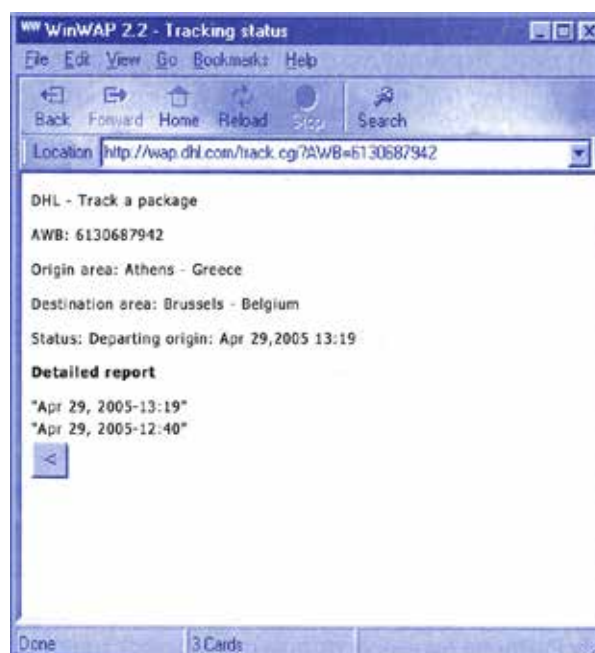 WW WinWAP 2.2 - Tracking status
File Edit View Go Bookmarks Help
Back Forward Home Reload Stop Search
Location http://wap.dhl.com/track.cgi?AWB=6130687942
DHL - Track a package
AWB: 6130687942
Origin area: Athens - Greece
Destination area: Brussels - Belgium
Status: Departing origin: Apr 29,2005 13:19
Detailed report
"Apr 29, 2005-13:19"
"Apr 29, 2005-12:40"
<
Done 3 Cards